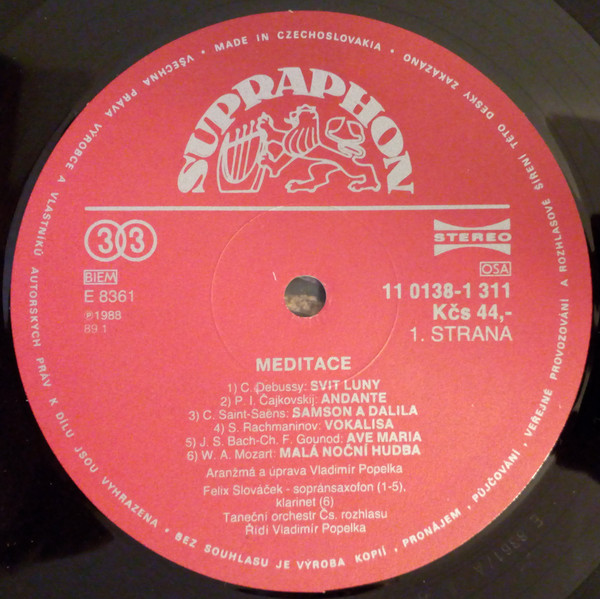 VŠECHNA PRÁVA VÝROBCE A VLASTNÍKŮ AUTORSKÝCH PRÁV K DÍLU JSOU VYHRAZENA • BEZ SOUHLASU JE VÝROBA KOPIÍ, PRONÁJEM, PŮJČOVÁNÍ, VEŘEJNÉ PROVOZOVÁNÍ A ROZHLASOVÉ ŠÍŘENÍ TÉTO DESKY ZAKÁZÁNO • MADE IN CZECHOSLOVAKIA •
SUPRAPHON
33
STEREO
BIEM
OSA
E 8361
11 0138-1 311
℗1988
Kčs 44,-
89 1
1. STRANA
MEDITACE
1) C. Debussy: SVIT LUNY
2) P. I. Čajkovskij: ANDANTE
3) C. Saint-Saëns: SAMSON A DALILA
4) S. Rachmaninov: VOKALISA
5) J. S. Bach-Ch. F. Gounod: AVE MARIA
6) W. A. Mozart: MALÁ NOČNÍ HUDBA
Aranžmá a úprava Vladimír Popelka
Felix Slováček - sopránsaxofon (1-5),
klarinet (6)
Taneční orchestr Čs. rozhlasu
Řídí Vladimír Popelka